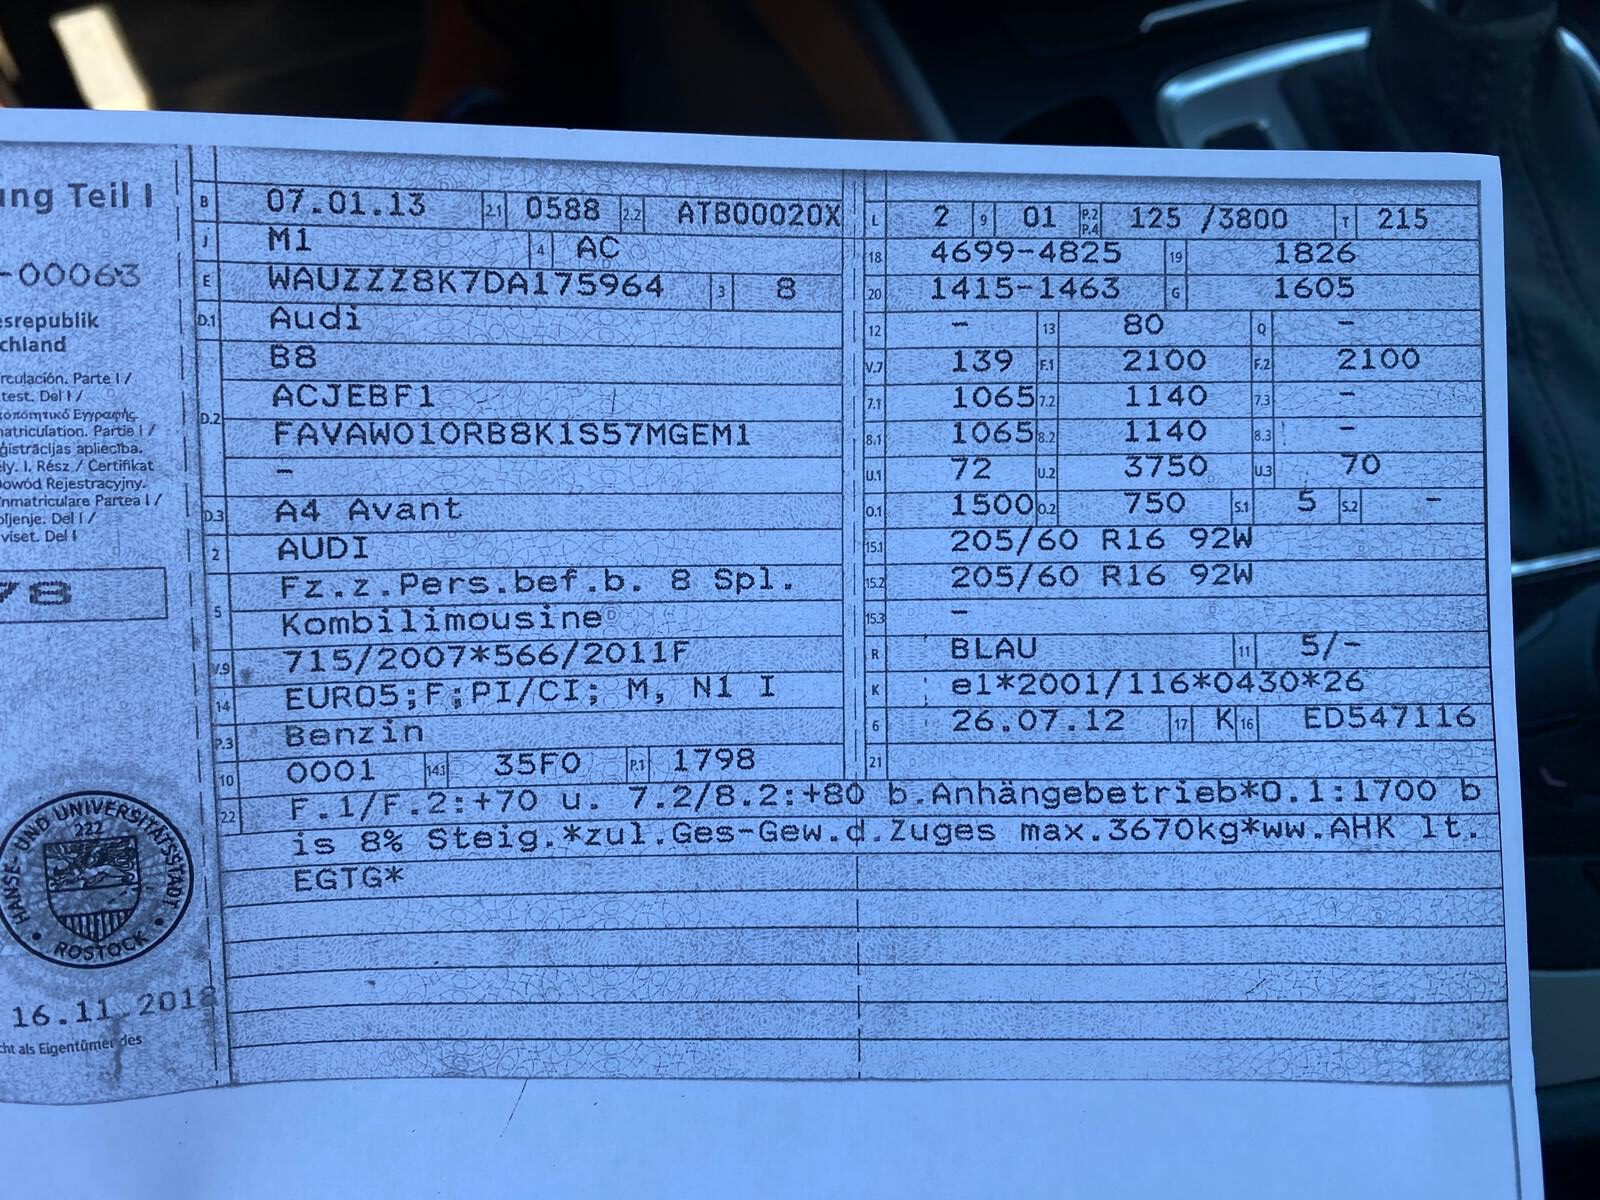 ung Teil I
-00063
esrepublik
chland
rculación. Parte I /
test. Del I /
ατριculation. Partie I /
ģistrācijas apliecība.
ély. I. Rész / Certifikat
Dowód Rejestracyjny.
nmatriculare Partea I /
oljenje. Del I /
viset. Del I
78
HANSE- UND UNIVERSITÄTSSTADT
222
ROSTOCK
16.11.2018
cht als Eigentümer des
B 07.01.13 2.1 0588 2.2 ATB00020X
J M1 4 AC
E WAUZZZ8K7DA175964 3 8
D.1 Audi
B8
D.2 ACJEBF1
FAVAW010RB8K1S57MGEM1
–
D.3 A4 Avant
2 AUDI
5 Fz.z.Pers.bef.b. 8 Spl.
Kombilimousine
V.9 715/2007*566/2011F
14 EURO5;F;PI/CI; M, N1 I
P.3 Benzin
10 0001 14.1 35F0 P.1 1798
L 2 9 01 P.2 P.4 125 /3800 T 215
18 4699-4825 19 1826
20 1415-1463 G 1605
12 – 13 80 Q –
V.7 139 F.1 2100 F.2 2100
7.1 1065 7.2 1140 7.3 –
8.1 1065 8.2 1140 8.3 –
U.1 72 U.2 3750 U.3 70
O.1 1500 O.2 750 S.1 5 S.2 –
15.1 205/60 R16 92W
15.2 205/60 R16 92W
15.3 –
R BLAU 11 5/–
K e1*2001/116*0430*26
6 26.07.12 17 K 16 ED547116
21
22 F.1/F.2:+70 u. 7.2/8.2:+80 b.Anhängebetrieb*O.1:1700 b
is 8% Steig.*zul.Ges-Gew.d.Zuges max.3670kg*ww.AHK lt.
EGTG*